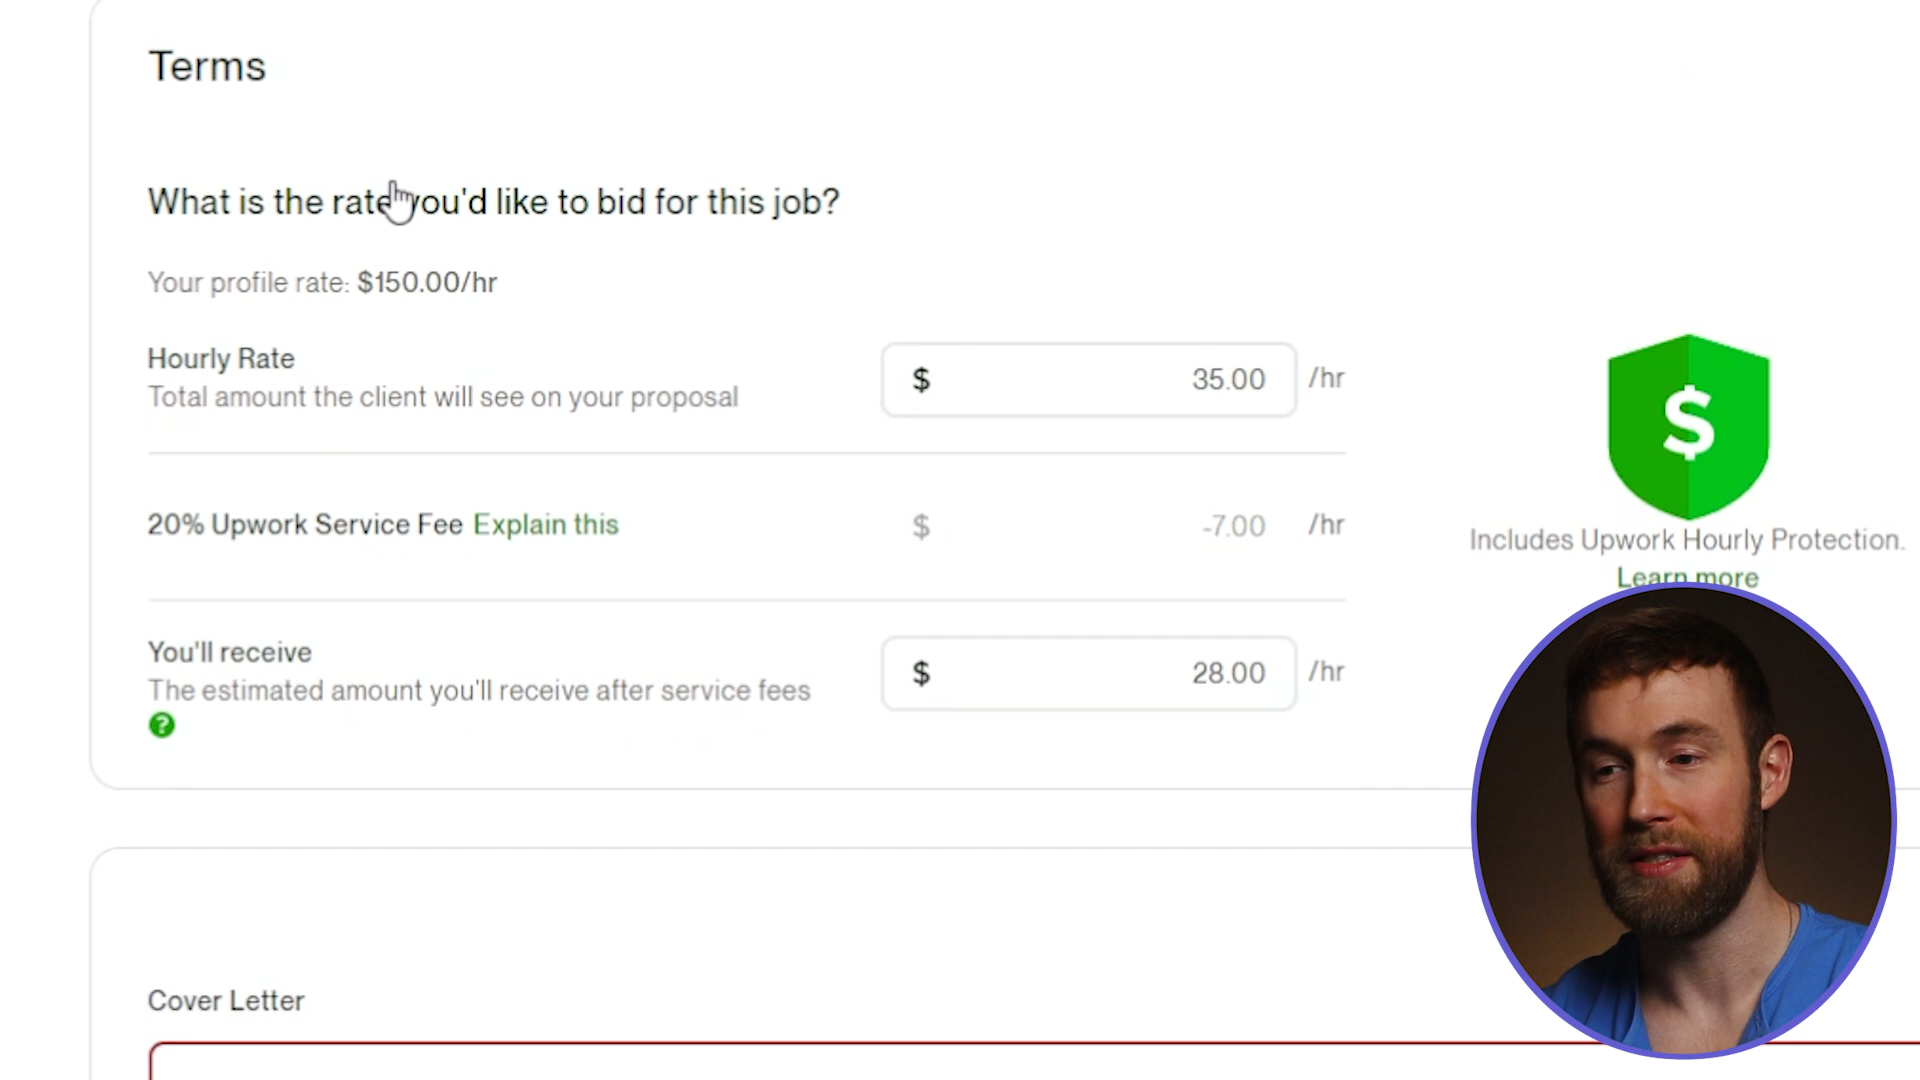 Terms
What is the rate you'd like to bid for this job?
Your profile rate: $150.00/hr
Hourly Rate
Total amount the client will see on your proposal
$ 35.00 /hr
$
20% Upwork Service Fee Explain this
$ -7.00 /hr
Includes Upwork Hourly Protection.
Learn more
You'll receive
The estimated amount you'll receive after service fees
?
$ 28.00 /hr
Cover Letter